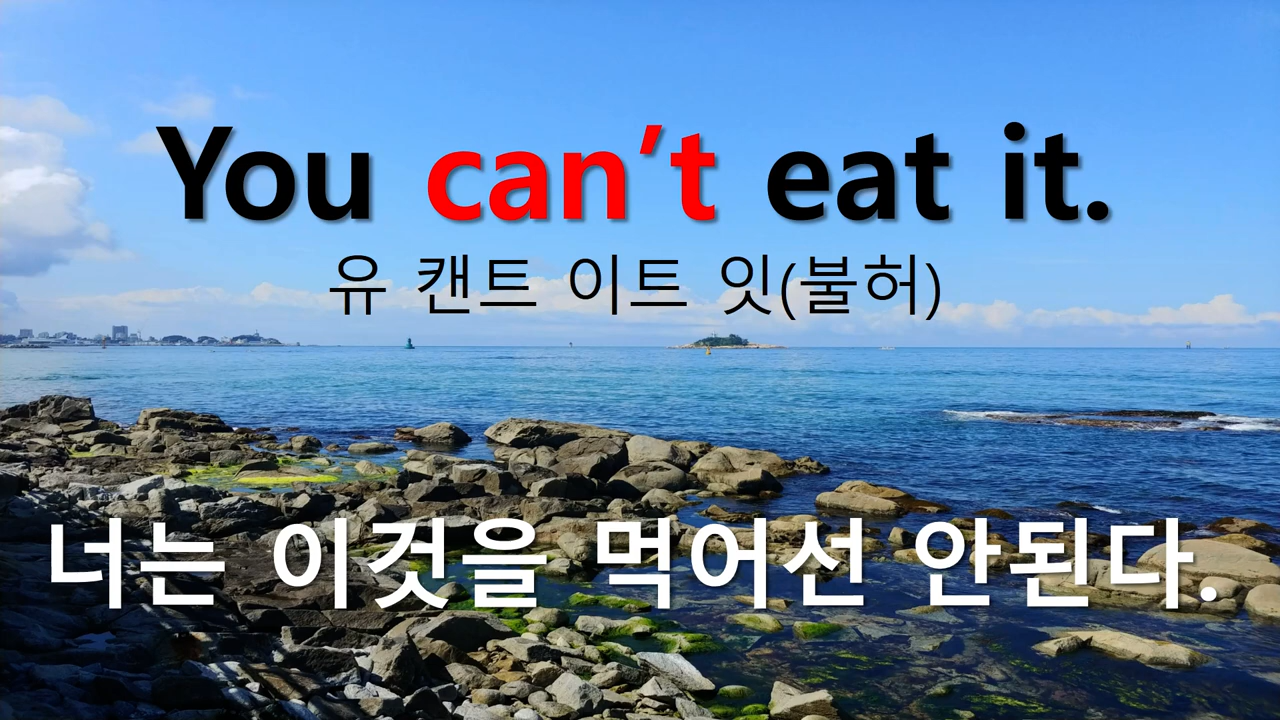 You can’t eat it.
유 캔트 이트 잇(불허)
너는 이것을 먹어선 안된다.